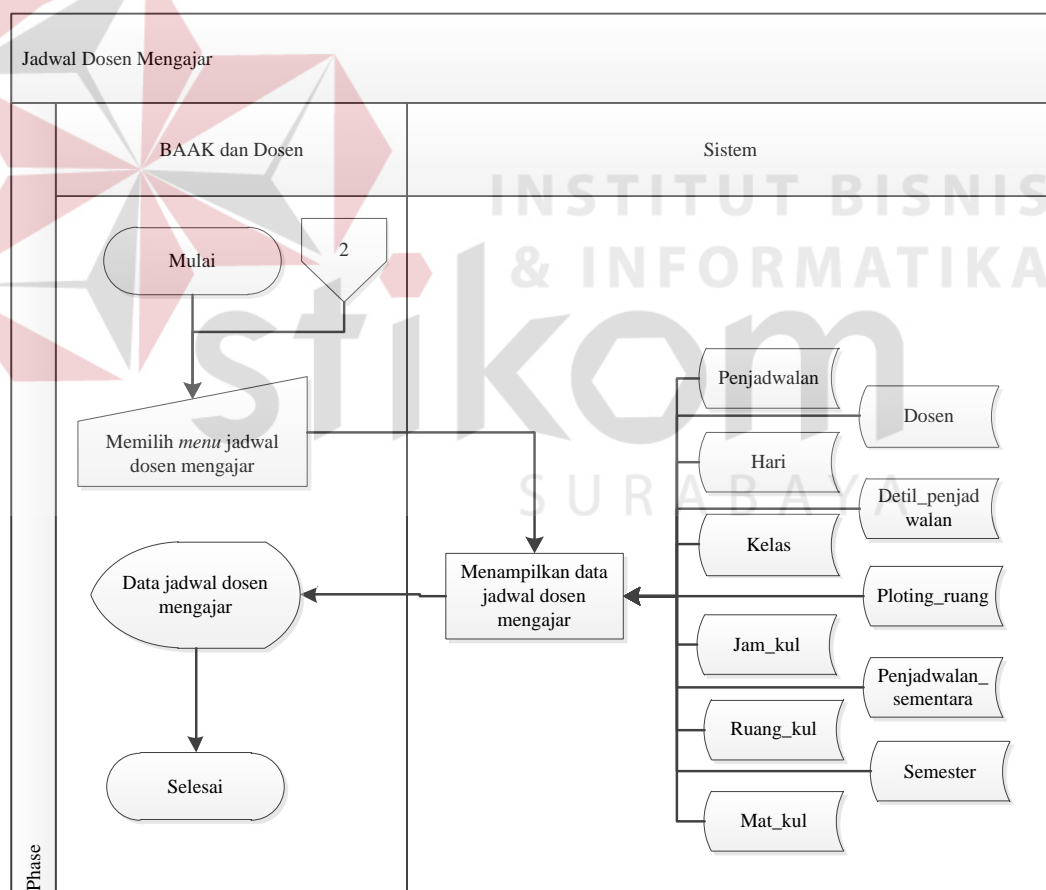 Jadwal Dosen Mengajar
BAAK dan Dosen
Sistem
INSTITUT BISNIS
& INFORMATIKA
stikom
SURABAYA
Mulai
2
Memilih menu jadwal
dosen mengajar
Data jadwal dosen
mengajar
Selesai
Menampilkan data
jadwal dosen
mengajar
Penjadwalan
Dosen
Hari
Detil_penjad
walan
Kelas
Ploting_ruang
Jam_kul
Penjadwalan_
sementara
Ruang_kul
Semester
Mat_kul
Phase